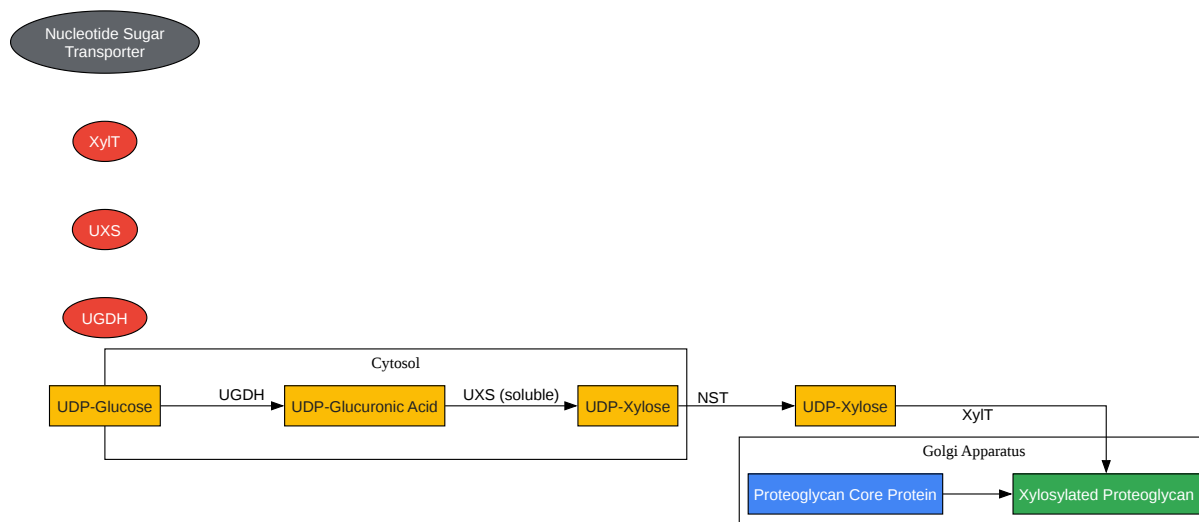 Nucleotide Sugar
Transporter
XylT
UXS
UGDH
Cytosol
UDP-Glucose
UGDH
UDP-Glucuronic Acid
UXS (soluble)
UDP-Xylose
NST
UDP-Xylose
XylT
Golgi Apparatus
Proteoglycan Core Protein
Xylosylated Proteoglycan